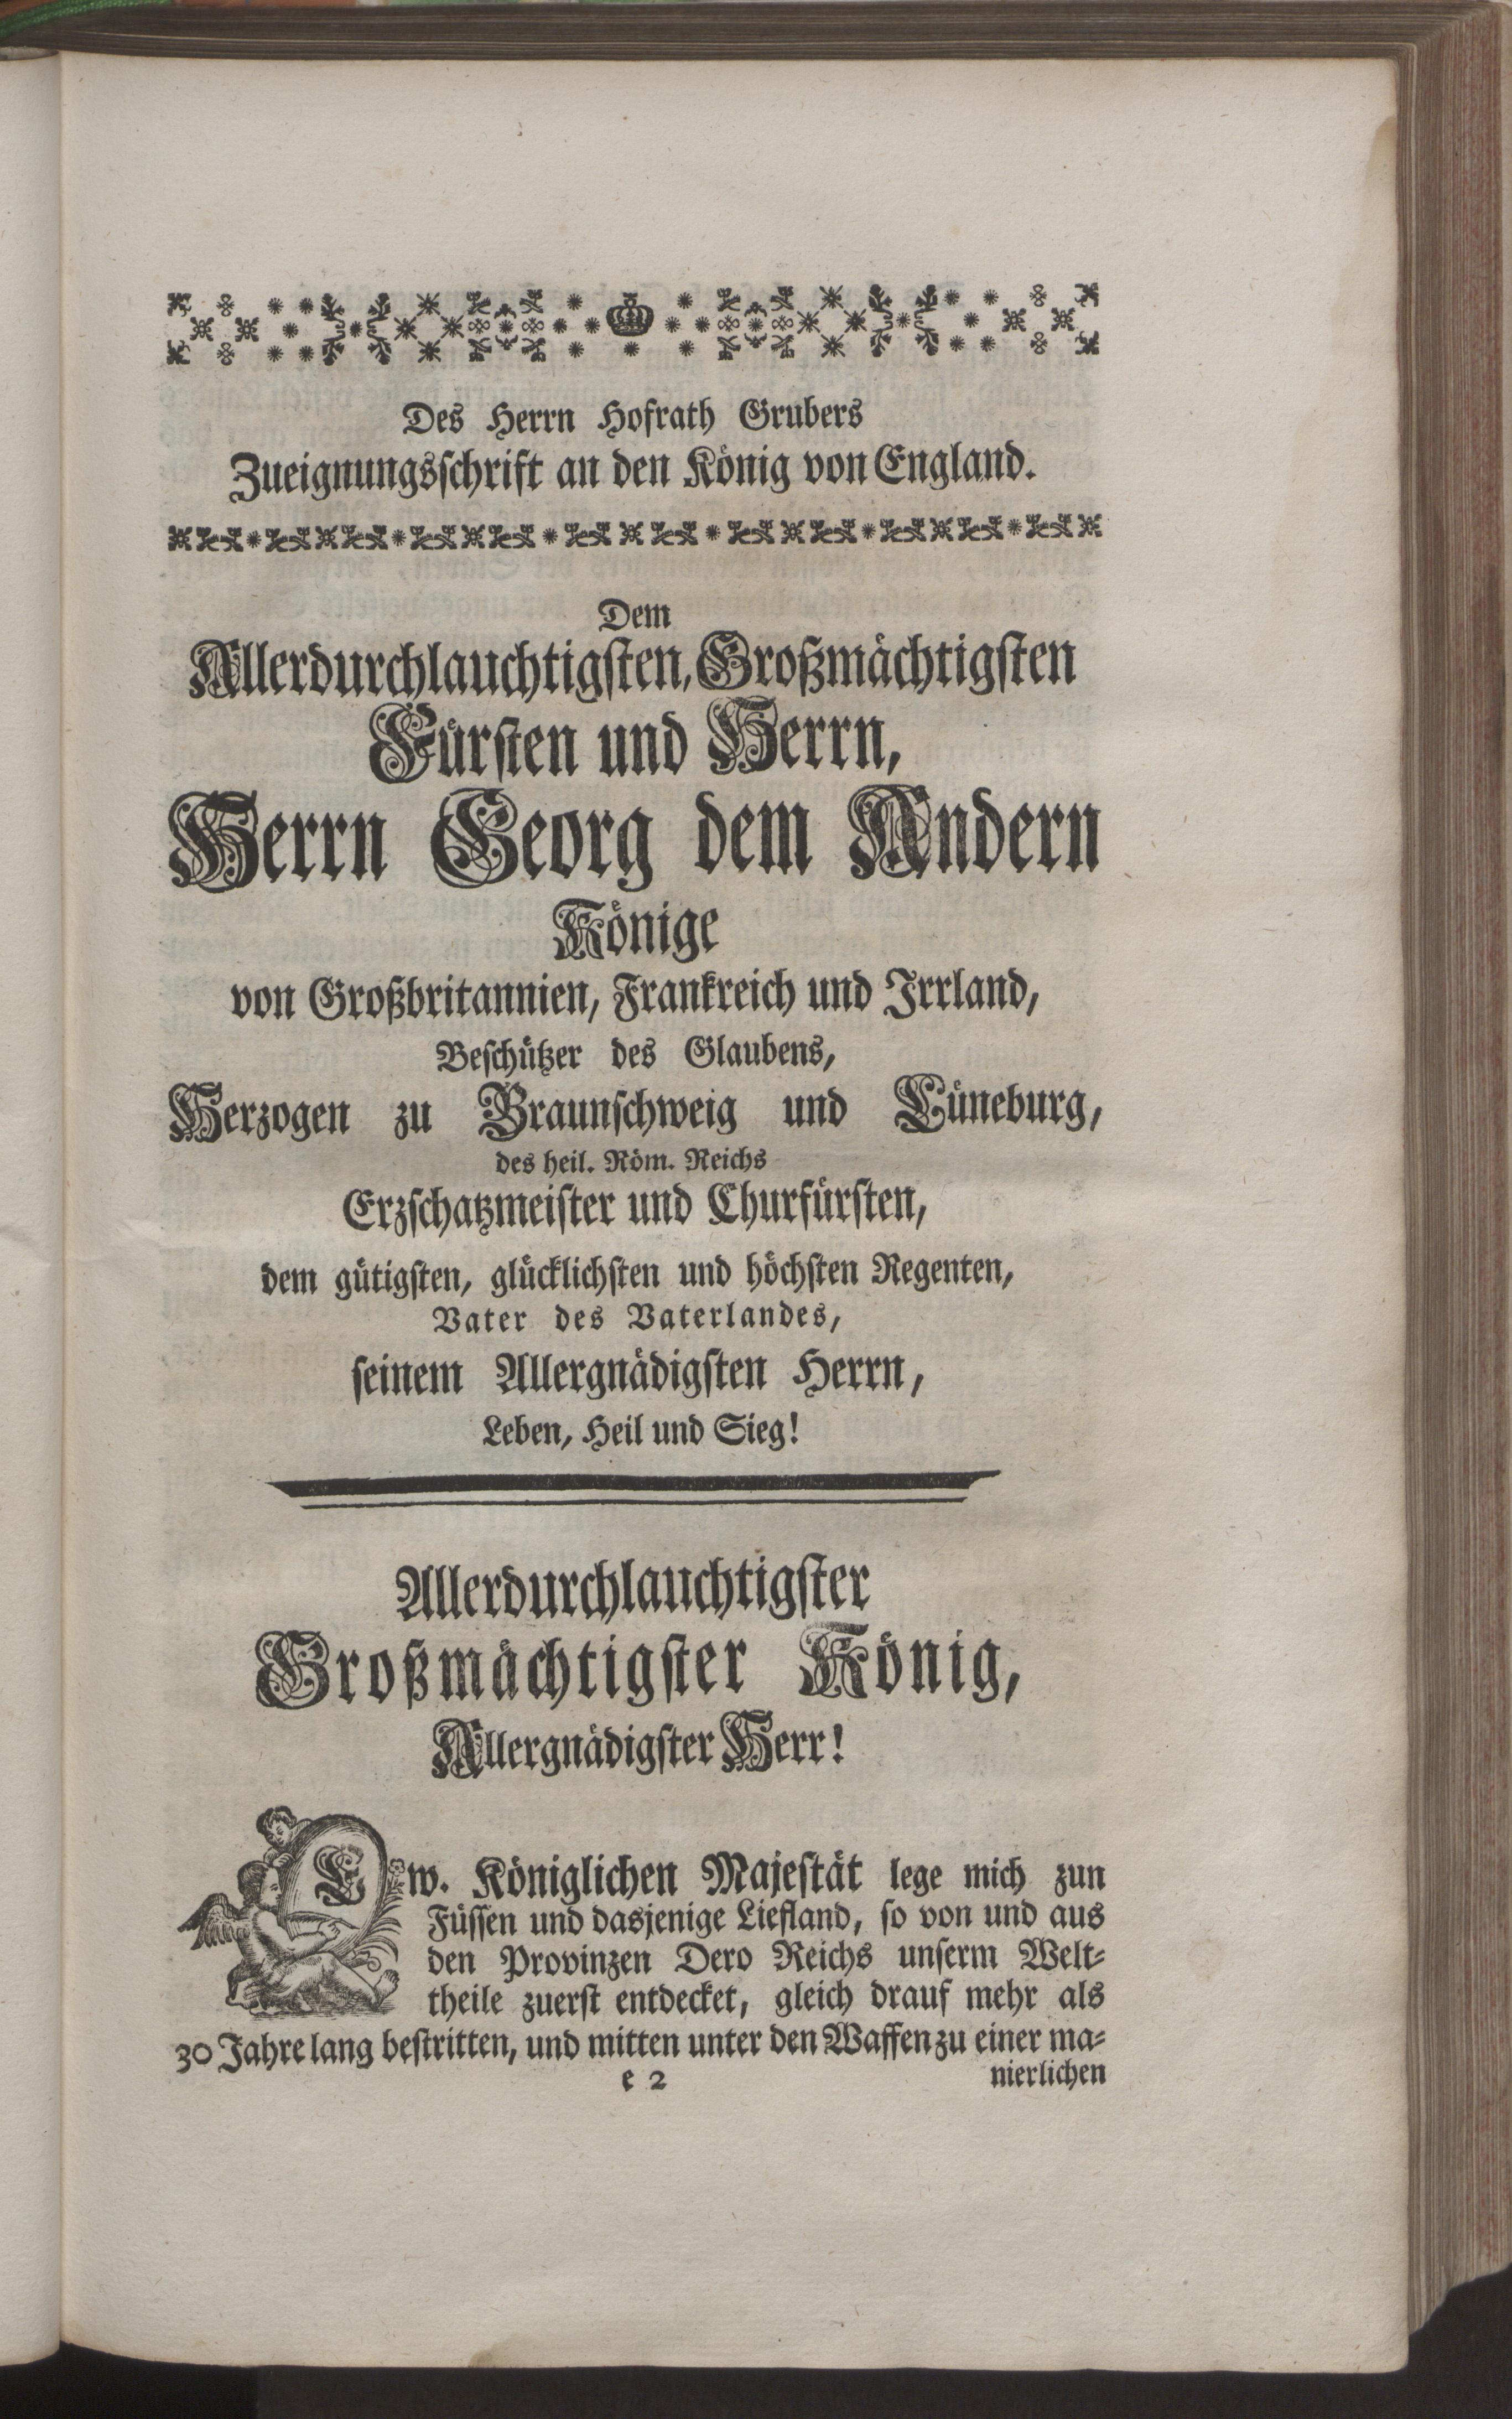 Des Herrn Hofrath Grubers
Zueignungsschrift an den König von England.
Dem
Allerdurchlauchtigsten, Großmächtigsten
Fürsten und Herrn,
Herrn Georg dem Andern
Könige
von Großbritannien, Frankreich und Irrland,
Beschützer des Glaubens,
Herzogen zu Braunschweig und Lüneburg,
des heil. Röm. Reichs
Erzschatzmeister und Churfürsten,
dem gütigsten, glücklichsten und höchsten Regenten,
Vater des Vaterlandes,
seinem Allergnädigsten Herrn,
Leben, Heil und Sieg!
Allerdurchlauchtigster
Großmächtigster König,
Allergnädigster Herr!
Ew. Königlichen Majestät lege mich zun
Füssen und dasjenige Liefland, so von und aus
den Provinzen Dero Reichs unserm Welt-
theile zuerst entdecket, gleich drauf mehr als
30 Jahre lang bestritten, und mitten unter den Waffen zu einer ma-
e 2 nierlichen